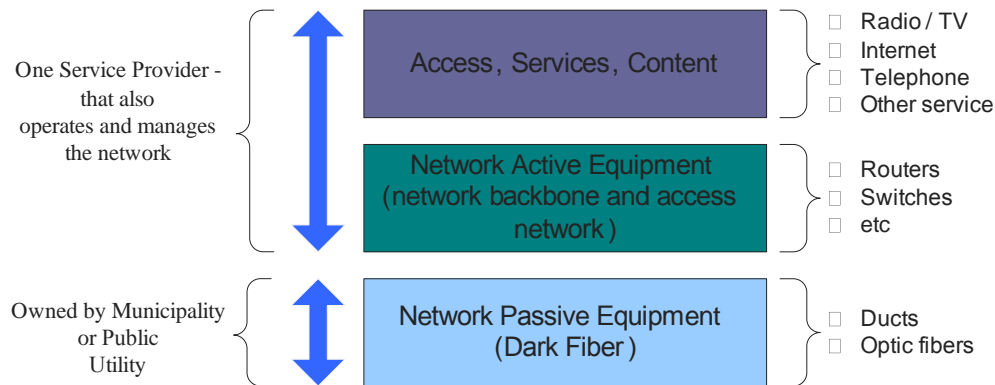 One Service Provider -
that also
operates and manages
the network
Access, Services, Content
Radio / TV
Internet
Telephone
Other service
Network Active Equipment
(network backbone and access
network)
Routers
Switches
etc
Owned by Municipality
or Public
Utility
Network Passive Equipment
(Dark Fiber)
Ducts
Optic fibers